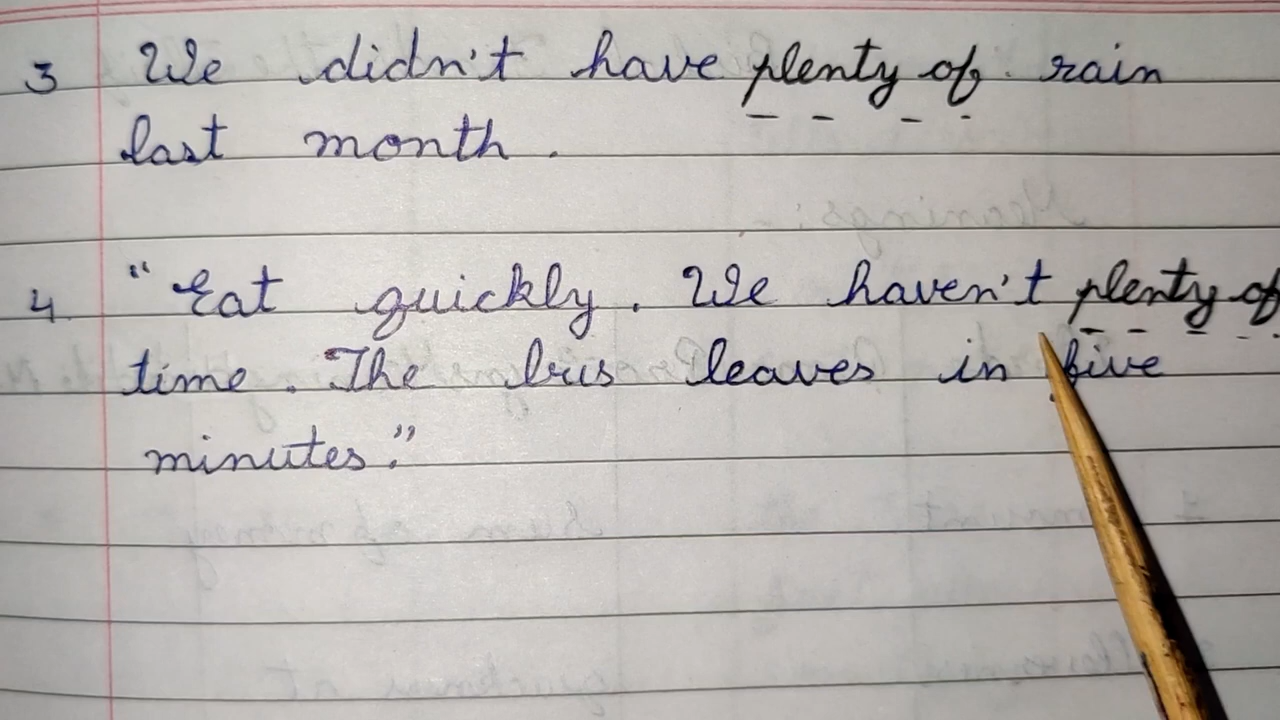 3 We didn't have plenty of rain
last month.
4 "Eat quickly. We haven't plenty of
time. The bus leaves in five
minutes."